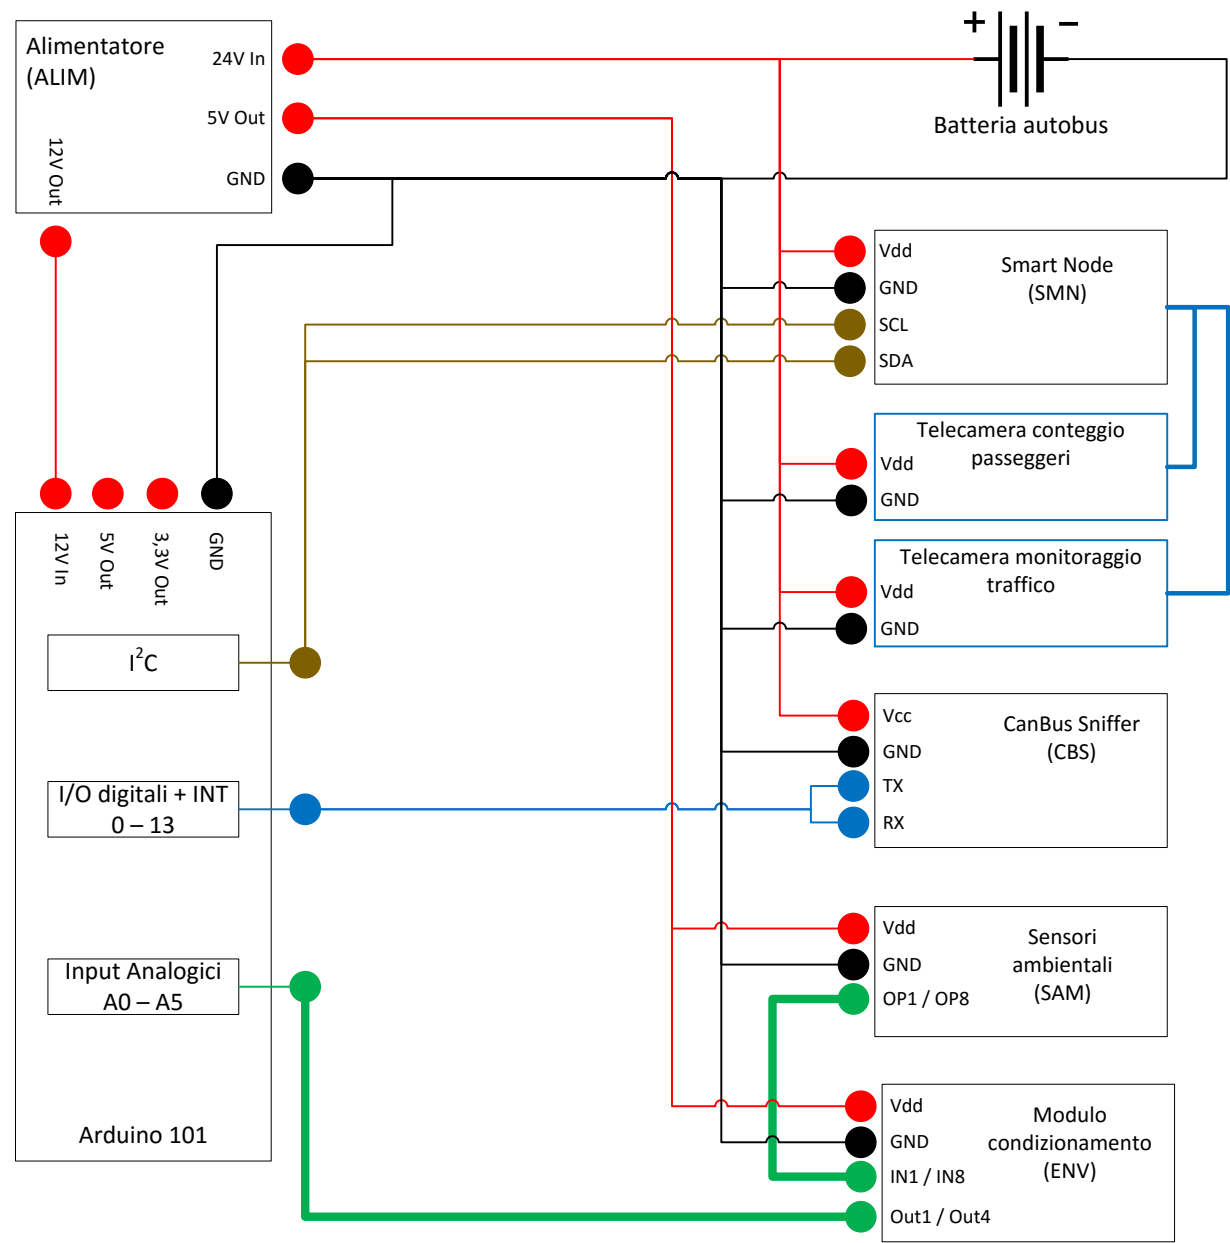 Alimentatore
(ALIM)
24V In
5V Out
GND
12V Out
+
−
Batteria autobus
Vdd
GND
SCL
SDA
Smart Node
(SMN)
Telecamera conteggio
passeggeri
Vdd
GND
Telecamera monitoraggio
traffico
Vdd
GND
12V In
5V Out
3,3V Out
GND
I²C
I/O digitali + INT
0 – 13
Input Analogici
A0 – A5
Arduino 101
Vcc
GND
TX
RX
CanBus Sniffer
(CBS)
Vdd
GND
OP1 / OP8
Sensori
ambientali
(SAM)
Vdd
GND
IN1 / IN8
Out1 / Out4
Modulo
condizionamento
(ENV)